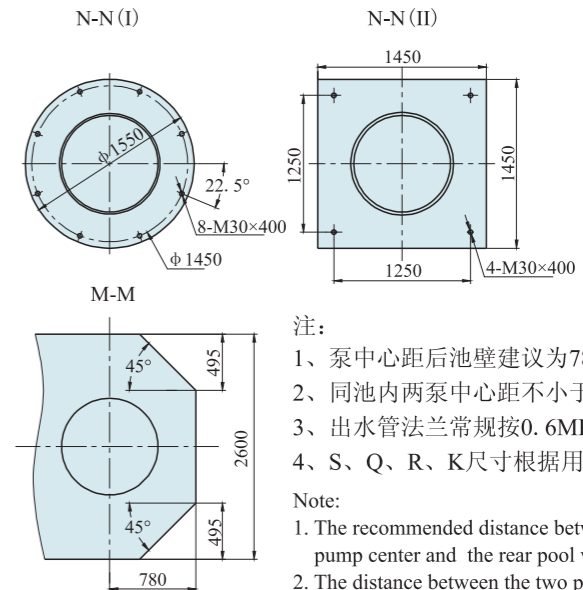 N-N(I)
N-N(II)
ф1550
22.5°
8-M30×400
ф1450
1450
1250
1450
1250
4-M30×400
M-M
45°
495
2600
45°
495
780
注：
1、泵中心距后池壁建议为78
2、同池内两泵中心距不小于
3、出水管法兰常规按0.6M
4、S、Q、R、K尺寸根据用
Note:
1. The recommended distance betw
pump center and the rear pool
2. The distance between the two p